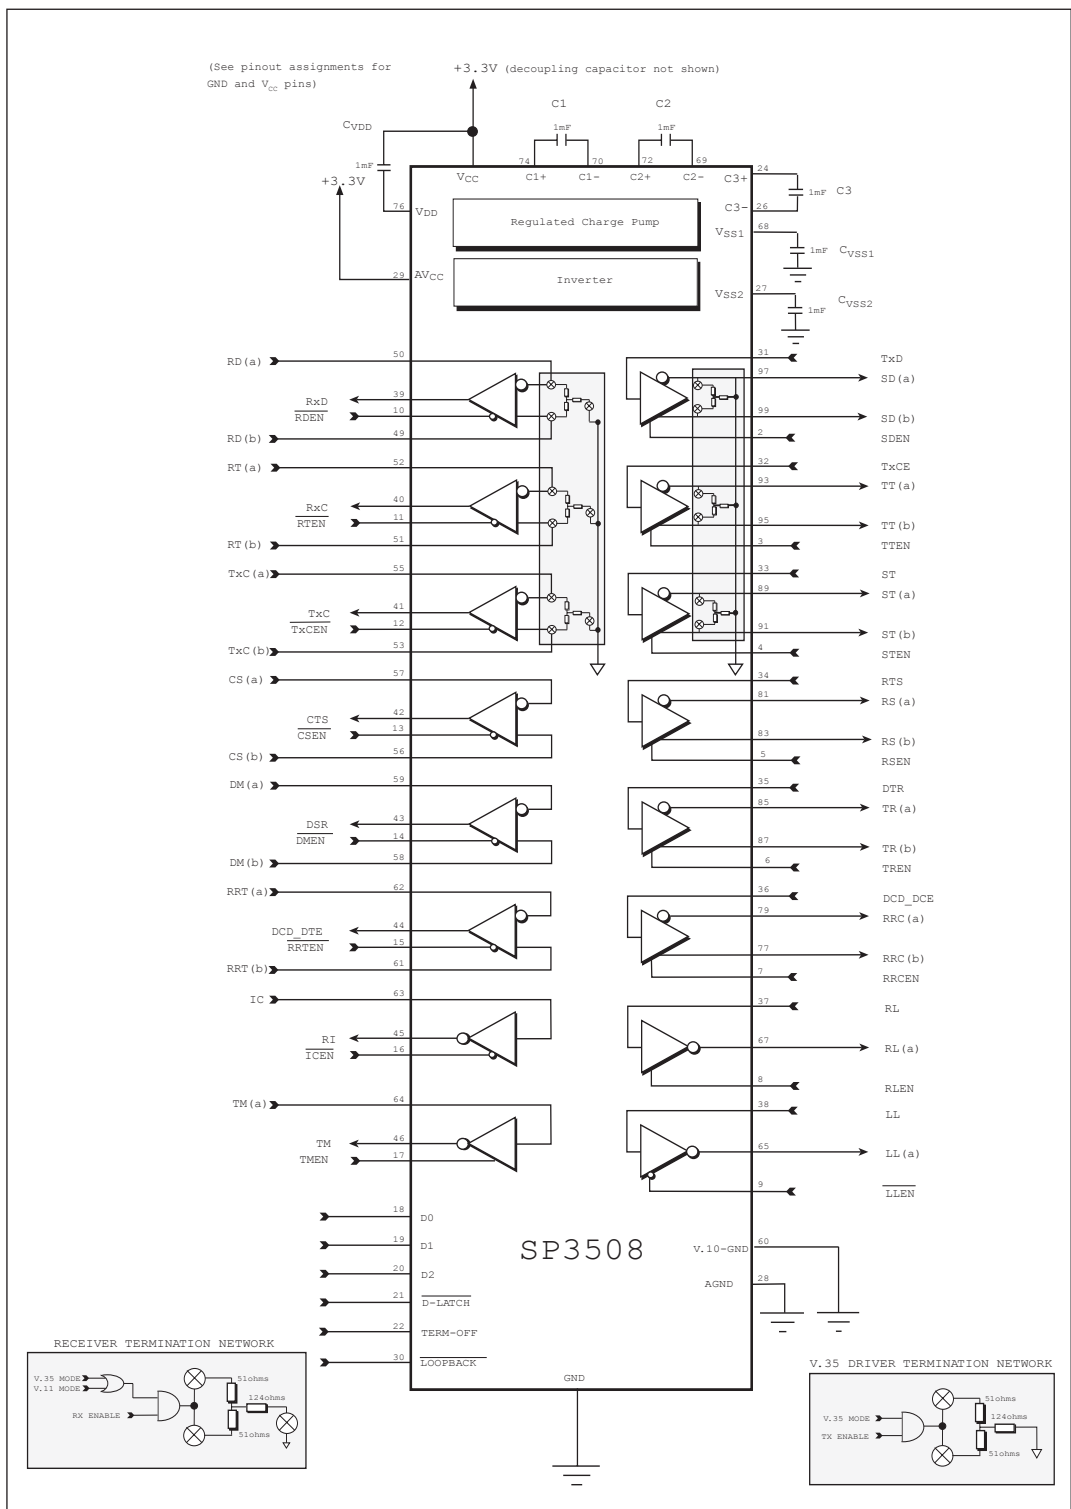 (See pinout assignments for
GND and VCC pins)
+3.3V (decoupling capacitor not shown)
C1
C2
CVDD
1mF
1mF
1mF
+3.3V
74
70
72
69
VCC
C1+
C1-
C2+
C2-
24
C3+
1mF
C3
C3-
26
76
VDD
Regulated Charge Pump
VSS1
68
1mF
CVSS1
29
AVCC
Inverter
VSS2
27
1mF
CVSS2
RD(a)
50
RxD
39
RDEN
10
RD(b)
49
RT(a)
52
RxC
40
RTEN
11
RT(b)
51
TxC(a)
55
TxC
41
TxCEN
12
TxC(b)
53
CS(a)
57
CTS
42
CSEN
13
CS(b)
56
DM(a)
59
DSR
43
DMEN
14
DM(b)
58
RRT(a)
62
DCD_DTE
44
RRTEN
15
RRT(b)
61
IC
63
RI
45
ICEN
16
TM(a)
64
TM
46
TMEN
17
31
TxD
97
SD(a)
99
SD(b)
2
SDEN
32
TxCE
93
TT(a)
95
TT(b)
3
TTEN
33
ST
89
ST(a)
91
ST(b)
4
STEN
34
RTS
81
RS(a)
83
RS(b)
5
RSEN
35
DTR
85
TR(a)
87
TR(b)
6
TREN
36
DCD_DCE
79
RRC(a)
77
RRC(b)
7
RRCEN
37
RL
67
RL(a)
8
RLEN
38
LL
65
LL(a)
9
LLEN
18
D0
19
D1
20
D2
21
D-LATCH
22
TERM-OFF
30
LOOPBACK
SP3508
V.10-GND
60
AGND
28
GND
RECEIVER TERMINATION NETWORK
V.35 MODE
V.11 MODE
RX ENABLE
51ohms
124ohms
51ohms
V.35 DRIVER TERMINATION NETWORK
V.35 MODE
TX ENABLE
51ohms
124ohms
51ohms